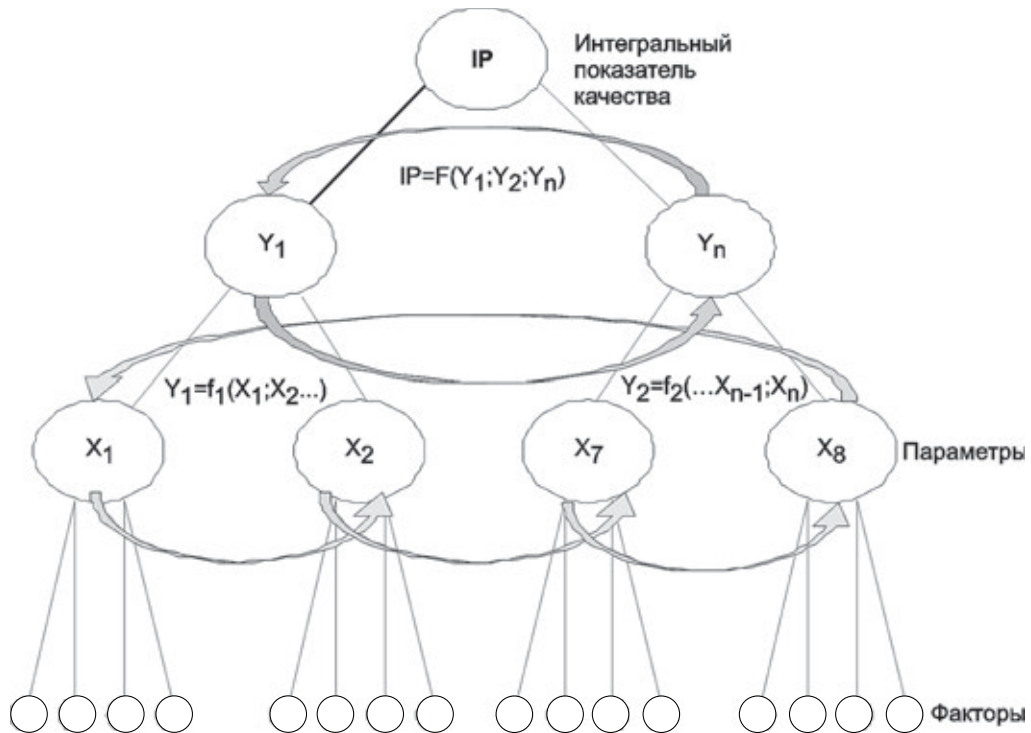 IP
Интегральный
показатель
качества
IP=F(Y₁;Y₂;Yₙ)
Y₁
Yₙ
Y₁=f₁(X₁;X₂...)
Y₂=f₂(...Xₙ₋₁;Xₙ)
X₁
X₂
X₇
X₈
Параметры
Факторы